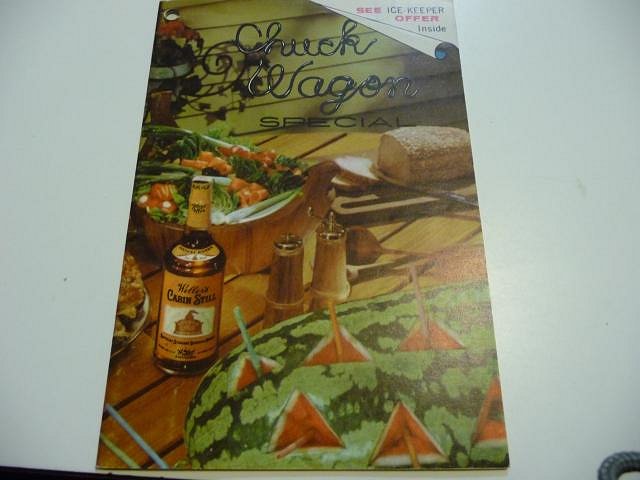 SEE ICE-KEEPER
OFFER
Inside
Chuck
Wagon
SPECIAL
Weller's
CABIN STILL